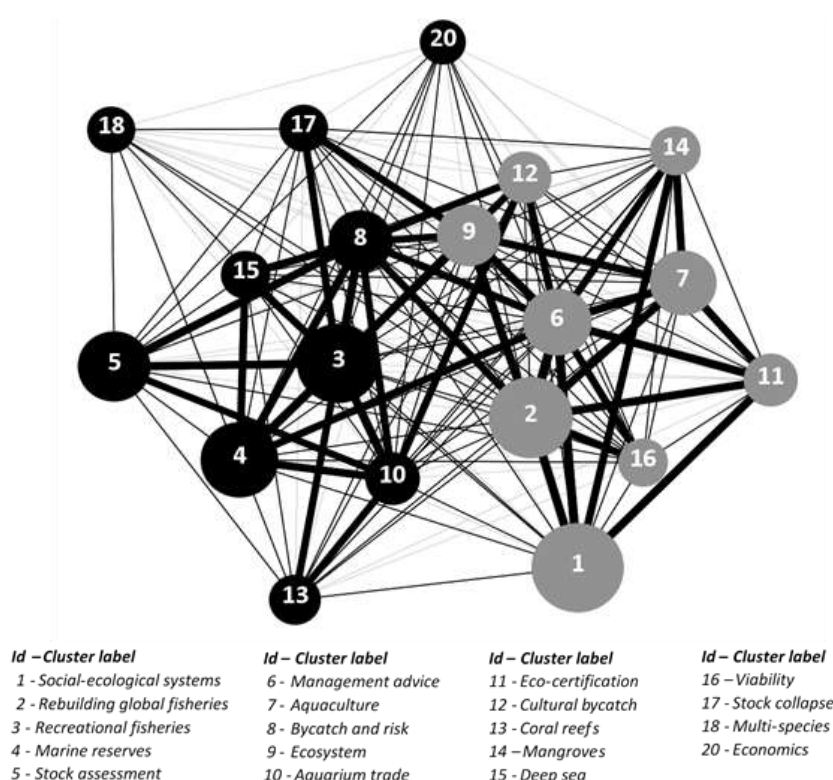 20
18
17
14
12
9
8
15
7
6
5
3
11
2
4
16
10
1
13
Id –Cluster label
1 - Social-ecological systems
2 - Rebuilding global fisheries
3 - Recreational fisheries
4 - Marine reserves
5 - Stock assessment
Id – Cluster label
6 - Management advice
7 - Aquaculture
8 - Bycatch and risk
9 - Ecosystem
10 - Aquarium trade
Id – Cluster label
11 - Eco-certification
12 - Cultural bycatch
13 - Coral reefs
14 – Mangroves
15 - Deep sea
Id – Cluster label
16 – Viability
17 - Stock collapse
18 - Multi-species
20 - Economics